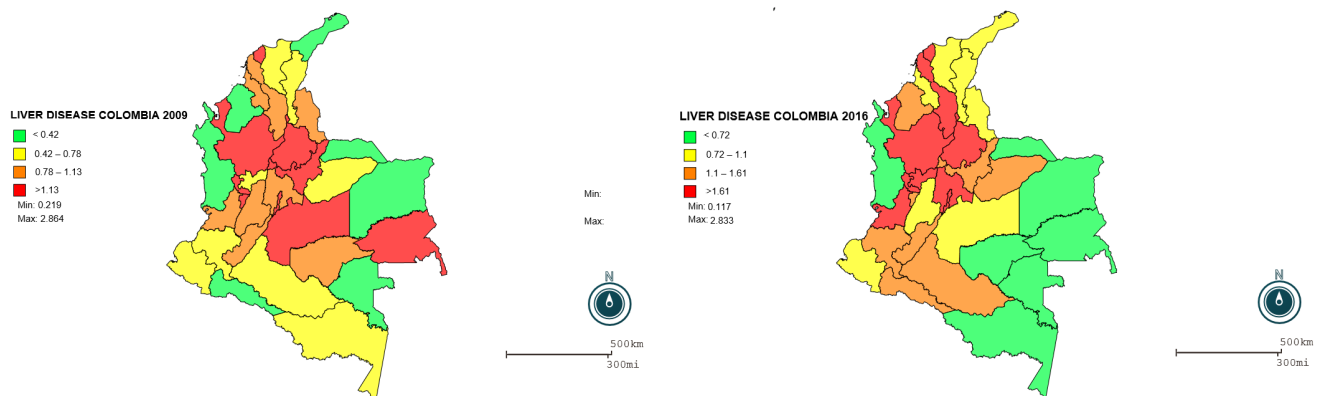 LIVER DISEASE COLOMBIA 2009
< 0.42
0.42 – 0.78
0.78 – 1.13
>1.13
Min: 0.219
Max: 2.864
Min:
Max:
N
500km
300mi
LIVER DISEASE COLOMBIA 2016
< 0.72
0.72 – 1.1
1.1 – 1.61
>1.61
Min: 0.117
Max: 2.833
N
500km
300mi